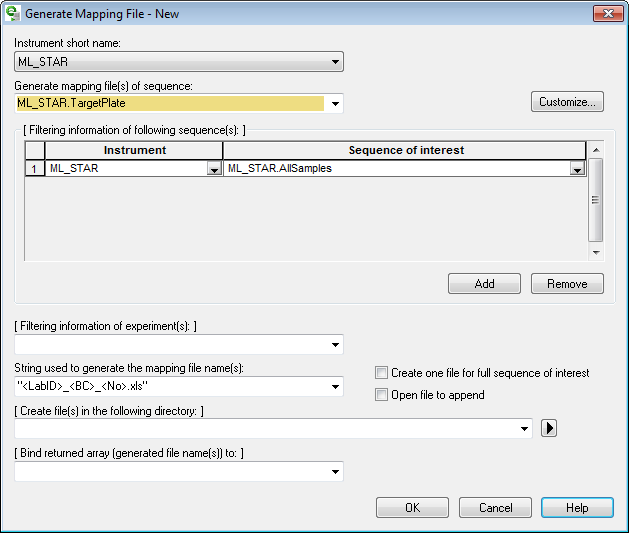 Generate Mapping File - New
Instrument short name:
ML_STAR
Generate mapping file(s) of sequence:
ML_STAR.TargetPlate
Customize...
[ Filtering information of following sequence(s): ]
Instrument Sequence of interest
1 ML_STAR ML_STAR.AllSamples
Add Remove
[ Filtering information of experiment(s): ]
String used to generate the mapping file name(s):
"<LabID>_<BC>_<No>.xls"
Create one file for full sequence of interest
Open file to append
[ Create file(s) in the following directory: ]
[ Bind returned array (generated file name(s)) to: ]
OK Cancel Help